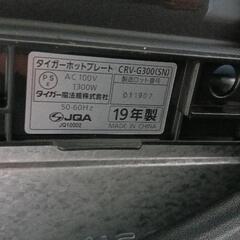 タイガーホットプレート CRV-G300(SN)
PS E
AC 100V
1300W
50-60Hz
製造ロット番号
011907
タイガー魔法瓶株式会社
19年製
MADE IN CHINA
JQA
JQ10002